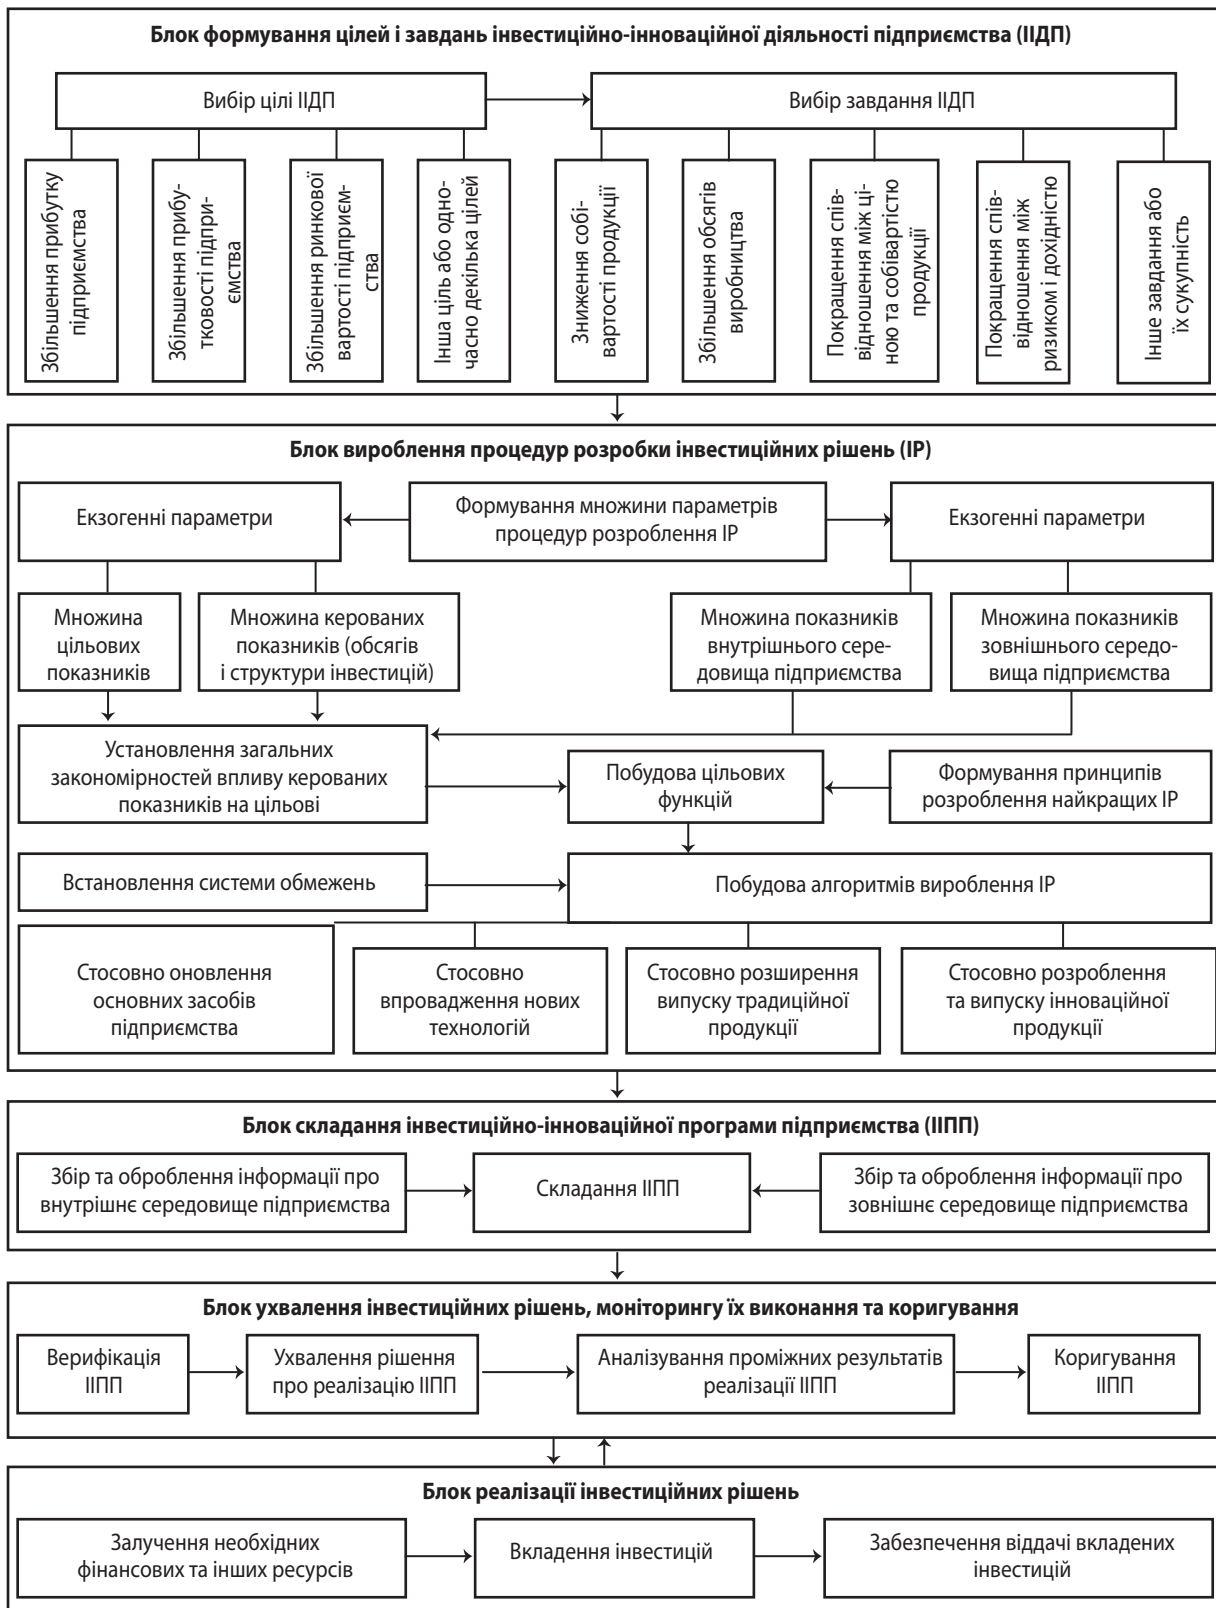 Блок формування цілей і завдань інвестиційно-інноваційної діяльності підприємства (ІІДП)
Вибір цілі ІІДП
Вибір завдання ІІДП
Збільшення прибутку
підприємства
Збільшення прибу-
тковості підпри-
ємства
Збільшення ринкової
вартості підприєм-
ства
Інша ціль або одно-
часно декілька цілей
Зниження собі-
вартості продукції
Збільшення обсягів
виробництва
Покращення спів-
відношення між ці-
ною та собівартістю
продукції
Покращення спів-
відношення між
ризиком і дохідністю
Інше завдання або
їх сукупність
Блок вироблення процедур розробки інвестиційних рішень (ІР)
Екзогенні параметри
Формування множини параметрів
процедур розроблення ІР
Екзогенні параметри
Множина
цільових
показників
Множина керованих
показників (обсягів
і структури інвестицій)
Множина показників
внутрішнього сере-
довища підприємства
Множина показників
зовнішнього середо-
вища підприємства
Установлення загальних
закономірностей впливу керованих
показників на цільові
Побудова цільових
функцій
Формування принципів
розроблення найкращих ІР
Встановлення системи обмежень
Побудова алгоритмів вироблення ІР
Стосовно оновлення
основних засобів
підприємства
Стосовно
впровадження нових
технологій
Стосовно розширення
випуску традиційної
продукції
Стосовно розроблення
та випуску інноваційної
продукції
Блок складання інвестиційно-інноваційної програми підприємства (ІІПП)
Збір та оброблення інформації про
внутрішнє середовище підприємства
Складання ІІПП
Збір та оброблення інформації про
зовнішнє середовище підприємства
Блок ухвалення інвестиційних рішень, моніторингу їх виконання та коригування
Верифікація
ІІПП
Ухвалення рішення
про реалізацію ІІПП
Аналізування проміжних результатів
реалізації ІІПП
Коригування
ІІПП
Блок реалізації інвестиційних рішень
Залучення необхідних
фінансових та інших ресурсів
Вкладення інвестицій
Забезпечення віддачі вкладених
інвестицій